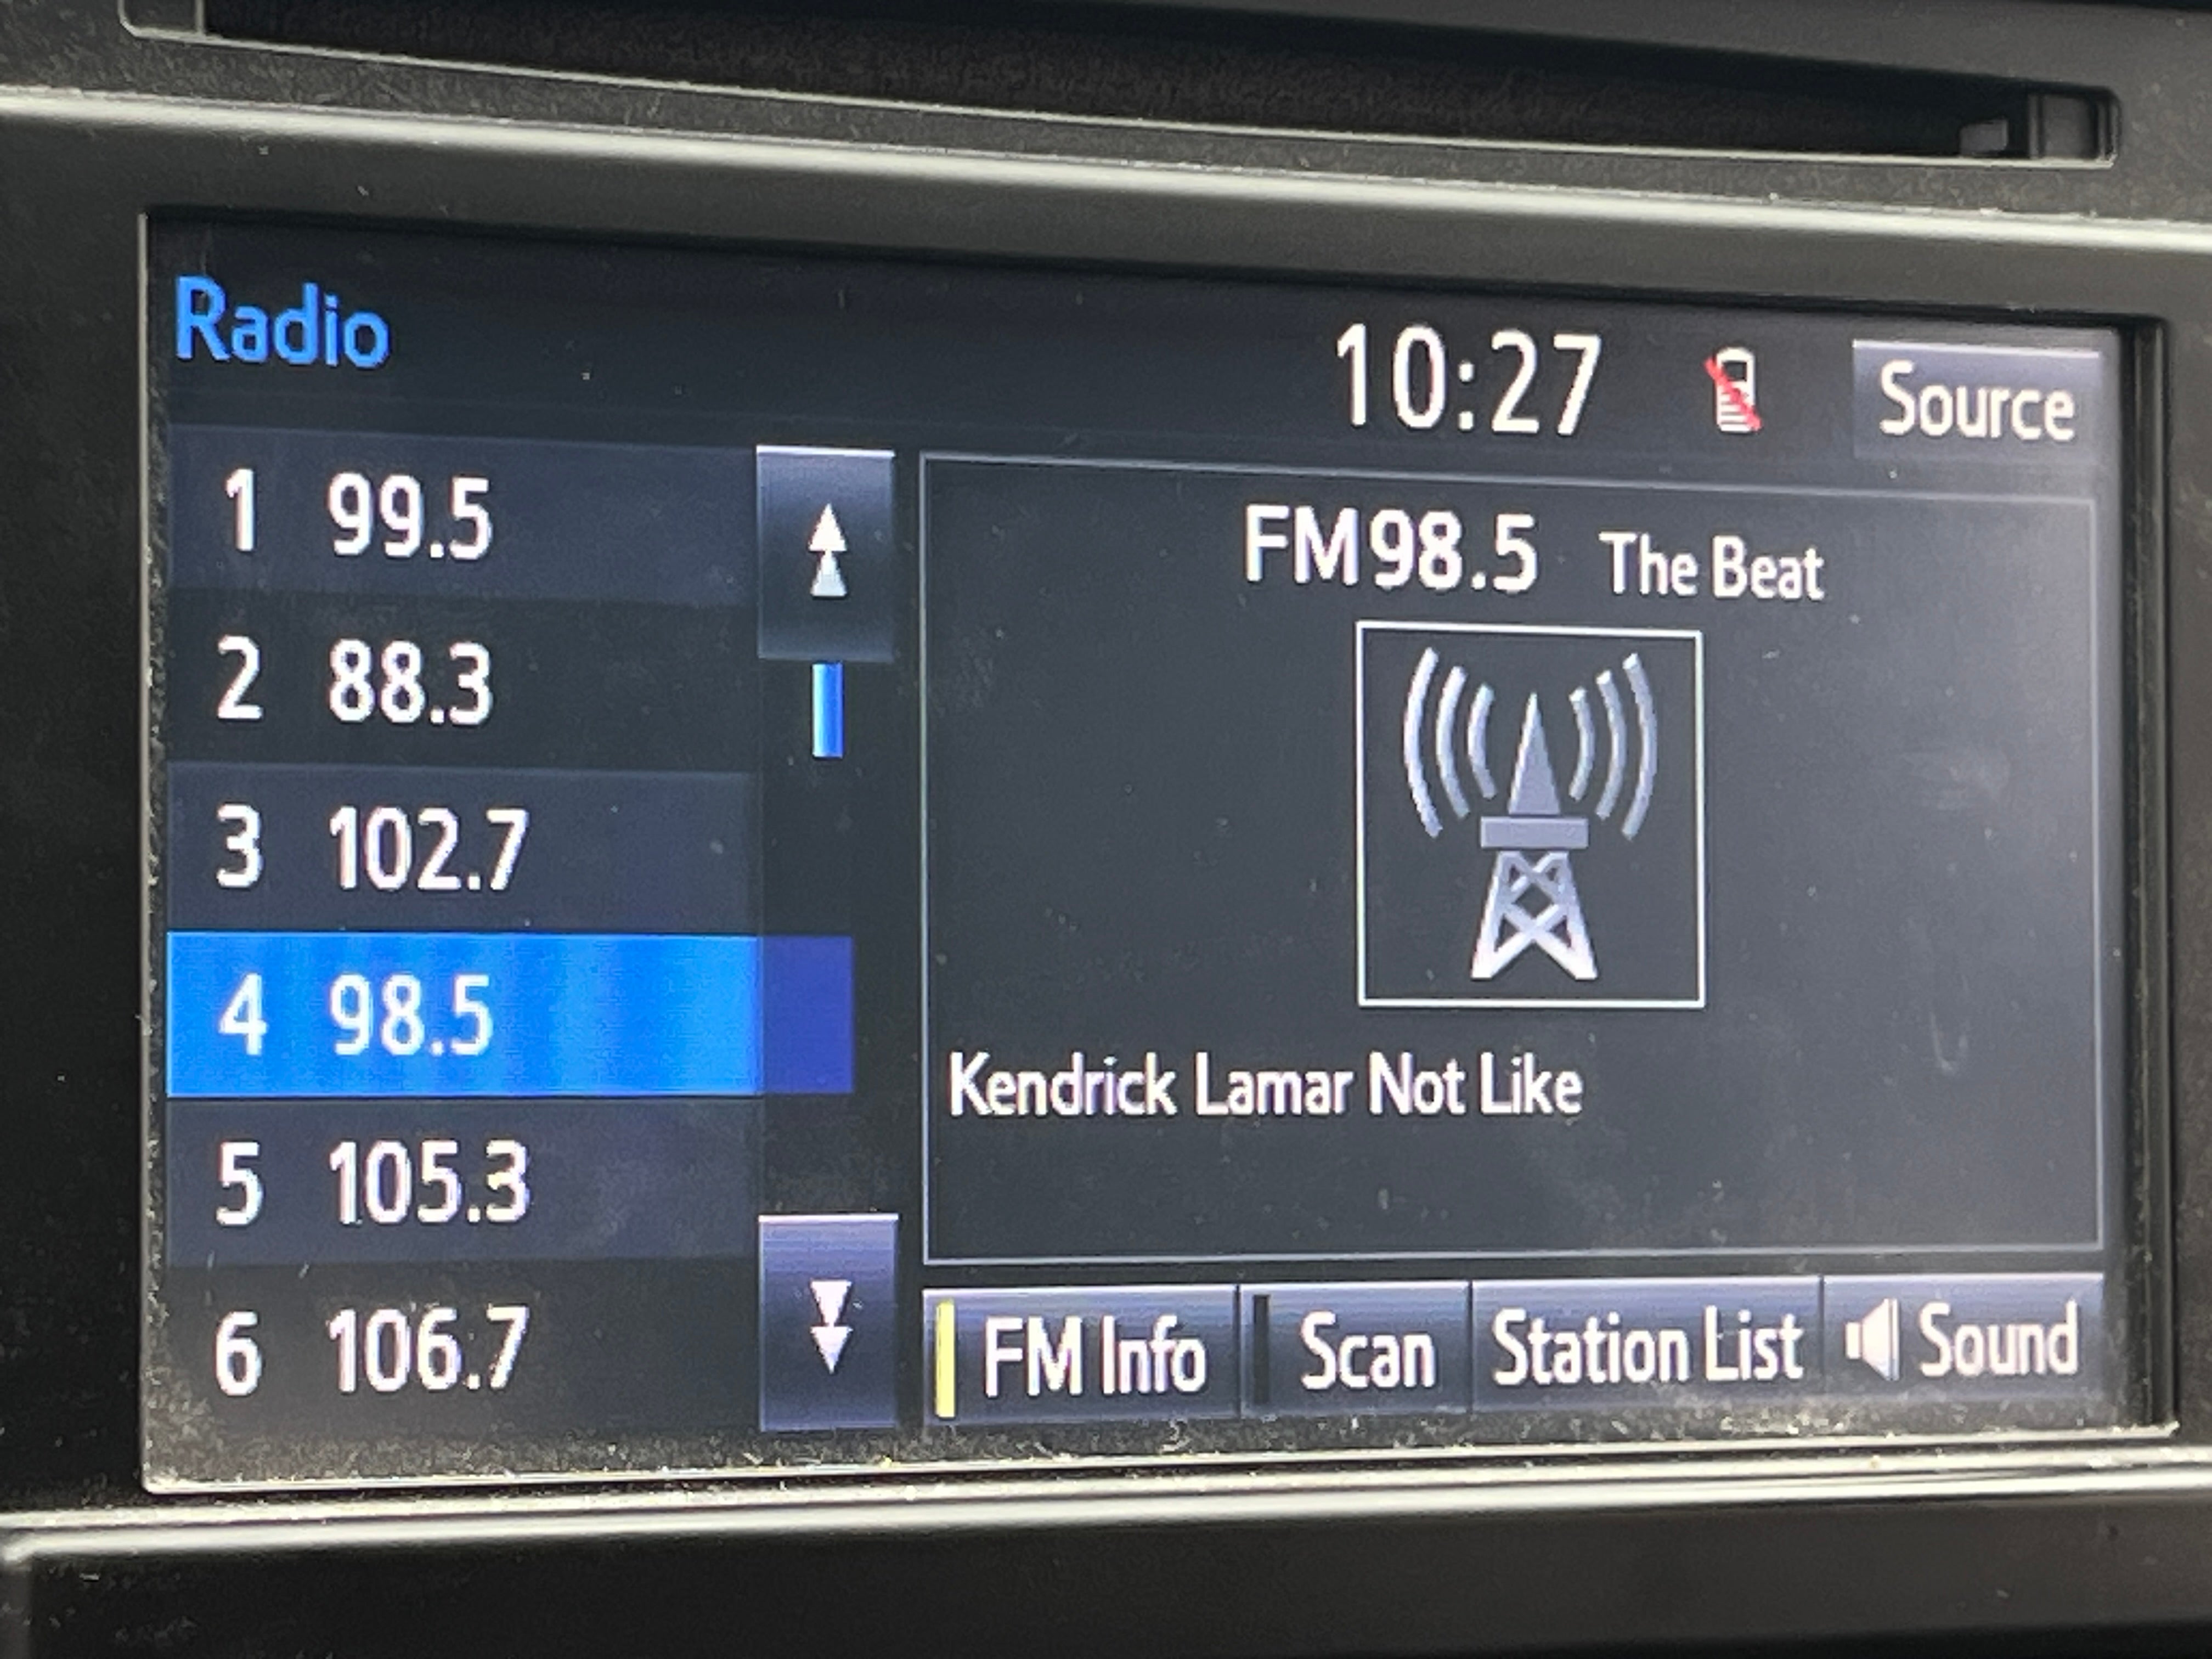 Radio
10:27
Source
1 99.5
2 88.3
3 102.7
4 98.5
5 105.3
6 106.7
FM98.5 The Beat
Kendrick Lamar Not Like
FM Info
Scan
Station List
Sound